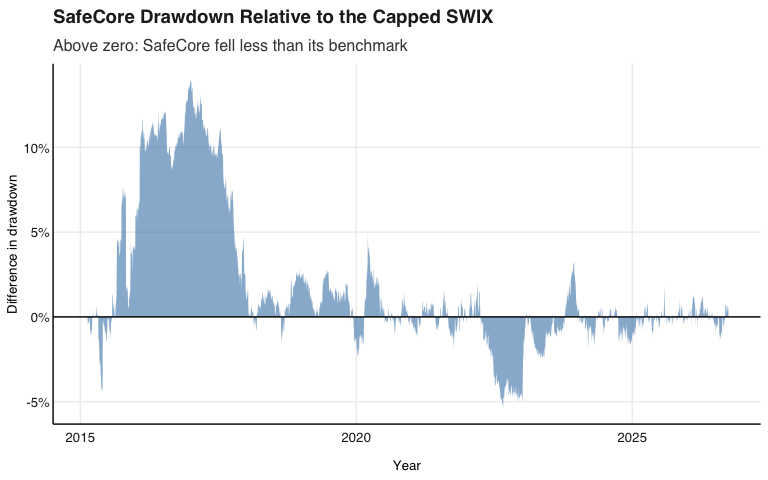 SafeCore Drawdown Relative to the Capped SWIX
Above zero: SafeCore fell less than its benchmark
Difference in drawdown
10%
5%
0%
-5%
2015
2020
2025
Year